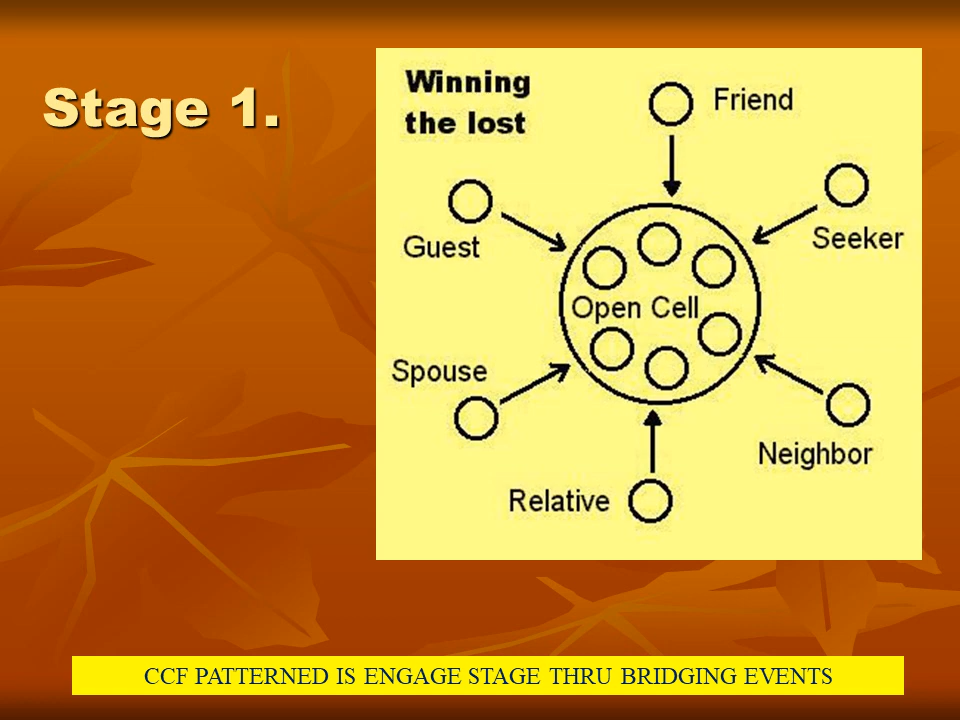 Stage 1.
Winning
the lost
Friend
Guest
Seeker
Open Cell
Spouse
Neighbor
Relative
CCF PATTERNED IS ENGAGE STAGE THRU BRIDGING EVENTS